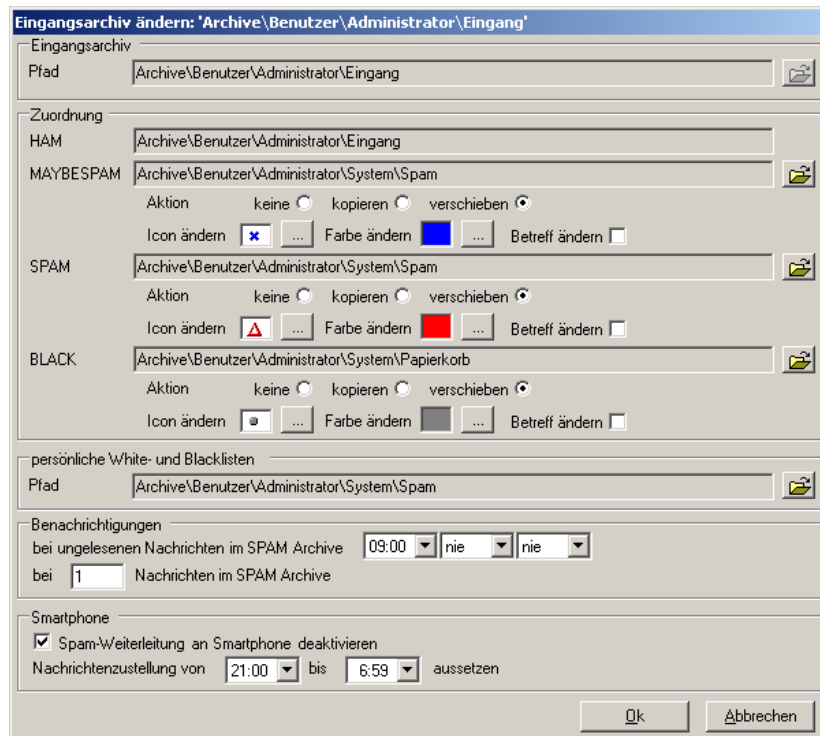 Eingangsarchiv ändern: 'Archive\Benutzer\Administrator\Eingang'
Eingangsarchiv
Pfad Archive\Benutzer\Administrator\Eingang
Zuordnung
HAM Archive\Benutzer\Administrator\Eingang
MAYBESPAM Archive\Benutzer\Administrator\System\Spam
Aktion keine kopieren verschieben
Icon ändern ... Farbe ändern ... Betreff ändern
SPAM Archive\Benutzer\Administrator\System\Spam
Aktion keine kopieren verschieben
Icon ändern ... Farbe ändern ... Betreff ändern
BLACK Archive\Benutzer\Administrator\System\Papierkorb
Aktion keine kopieren verschieben
Icon ändern ... Farbe ändern ... Betreff ändern
persönliche White- und Blacklisten
Pfad Archive\Benutzer\Administrator\System\Spam
Benachrichtigungen
bei ungelesenen Nachrichten im SPAM Archive 09:00 nie nie
bei 1 Nachrichten im SPAM Archive
Smartphone
Spam-Weiterleitung an Smartphone deaktivieren
Nachrichtenzustellung von 21:00 bis 6:59 aussetzen
Ok Abbrechen